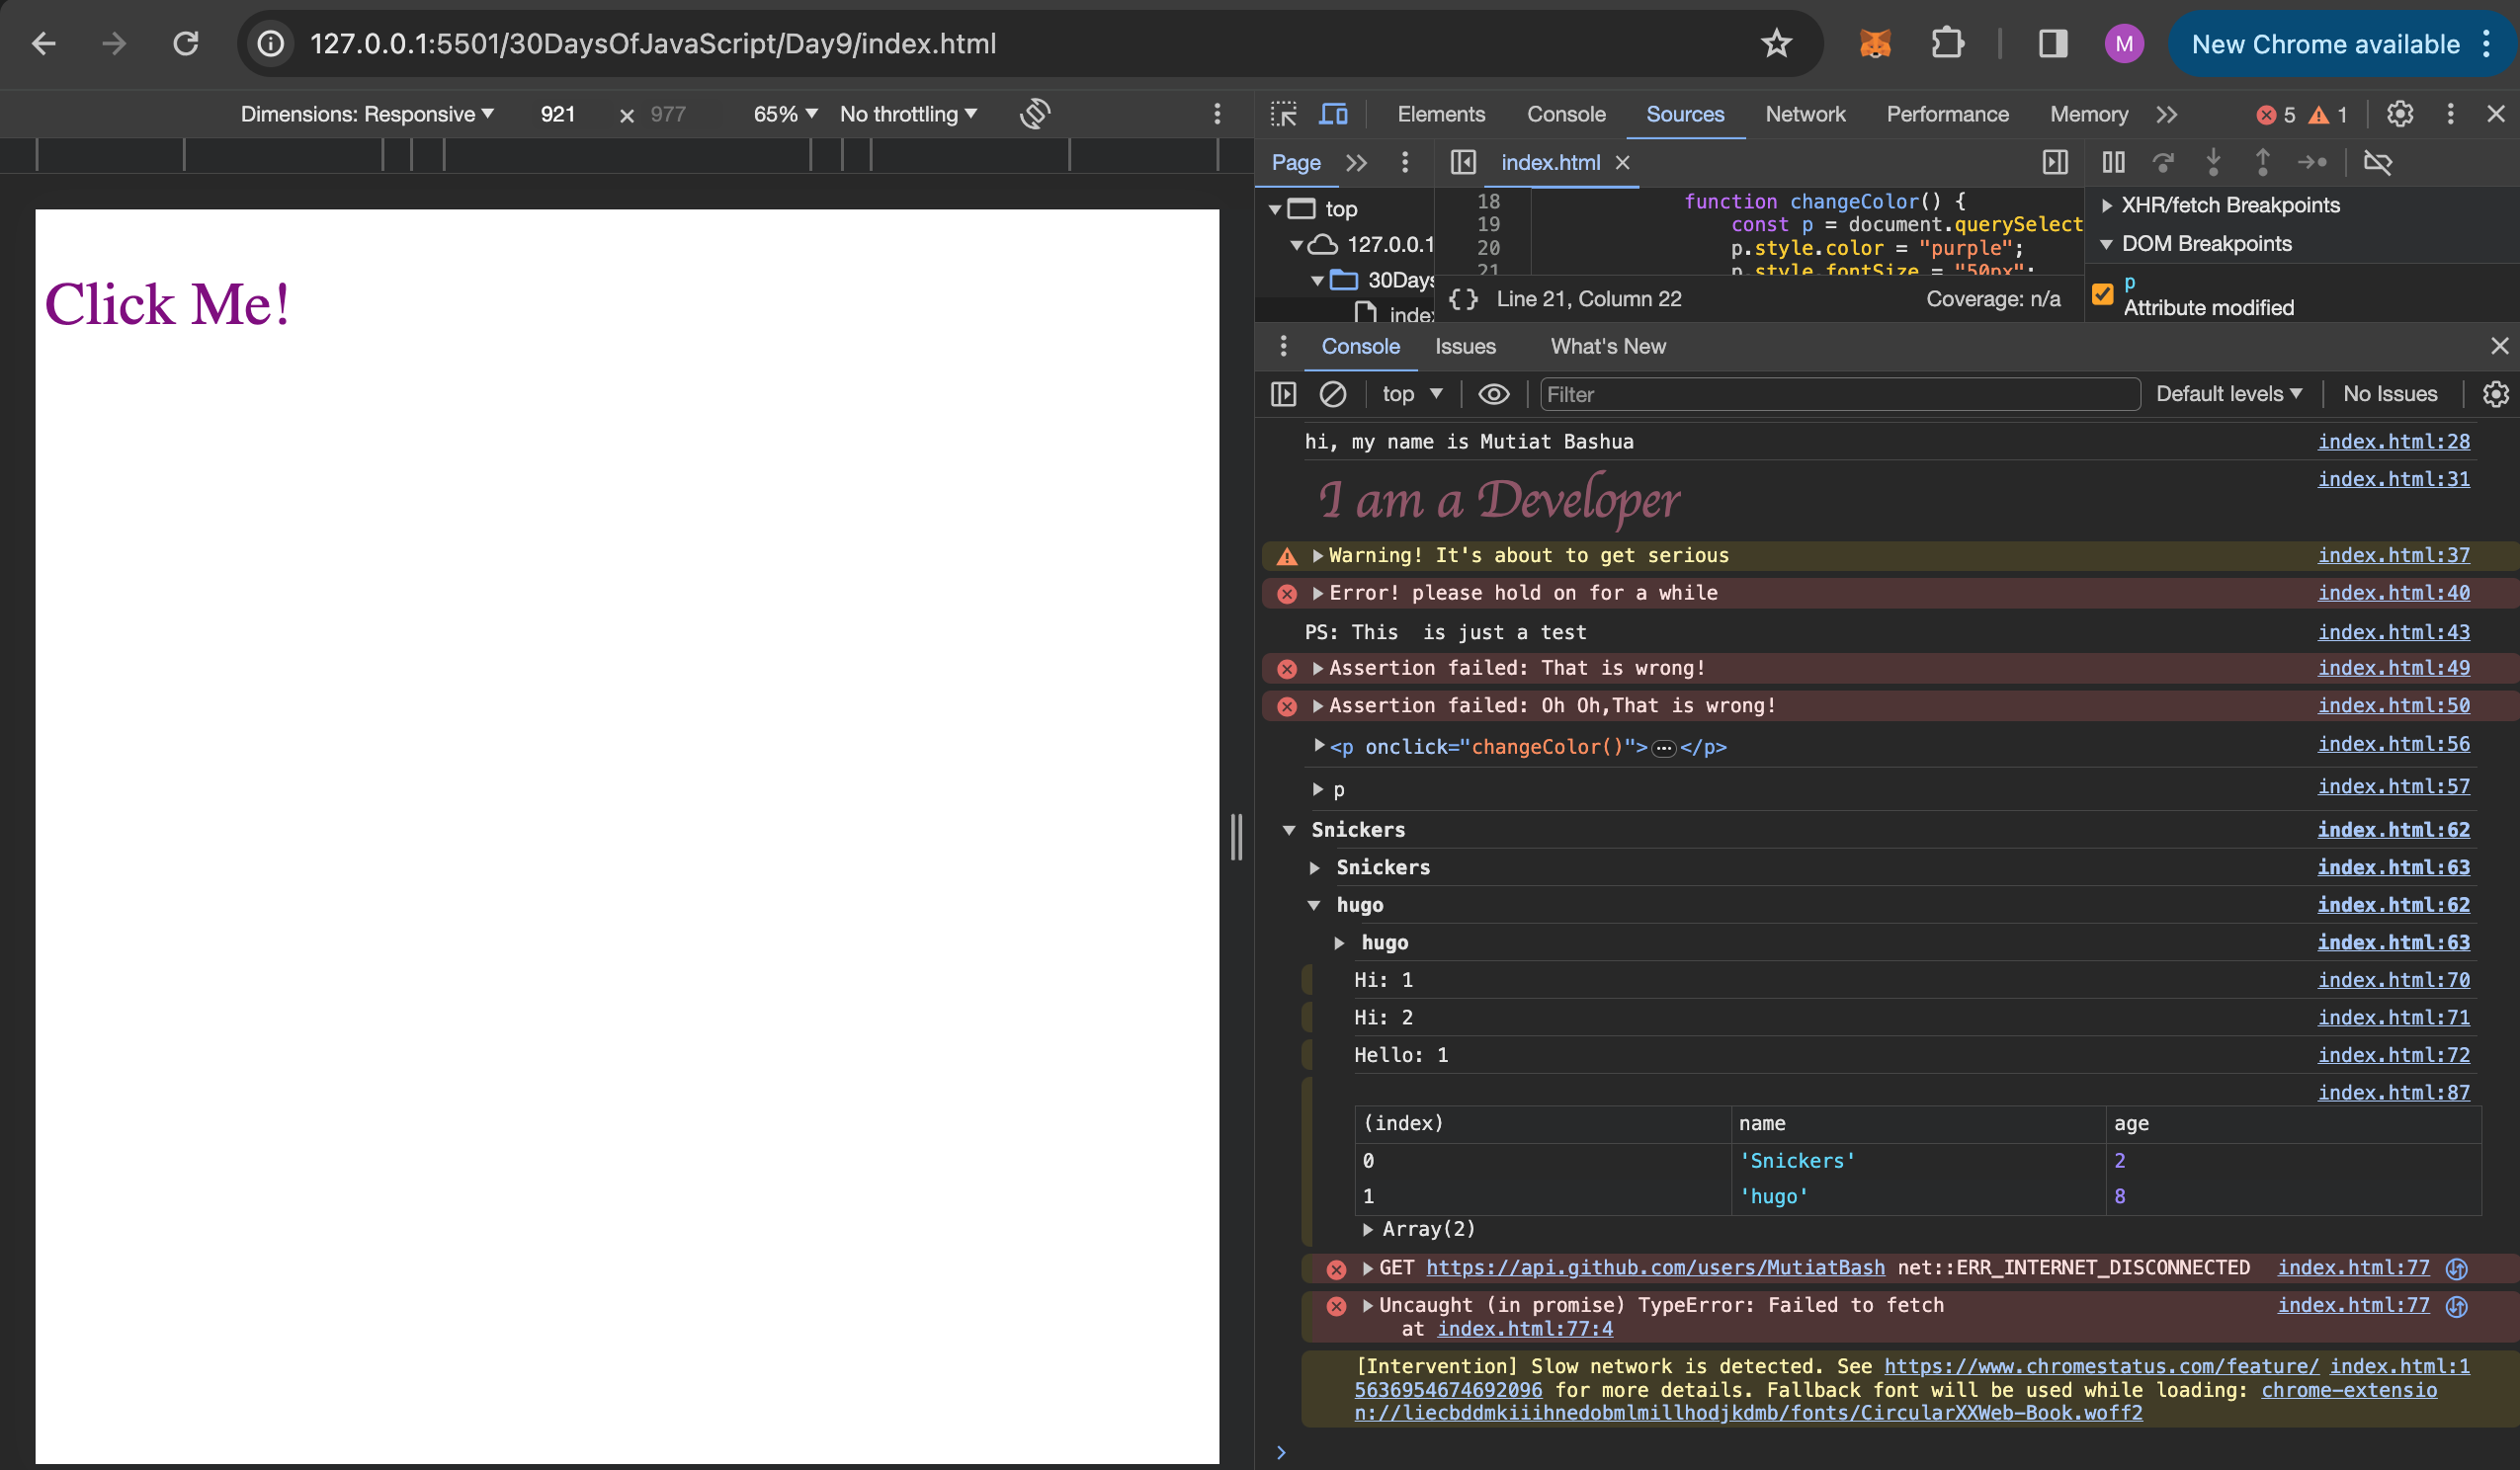 127.0.0.1:5501/30DaysOfJavaScript/Day9/index.html
M
New Chrome available
Dimensions: Responsive
921 × 977
65%
No throttling
Elements Console Sources Network Performance Memory
5 1
Page
index.html
top
127.0.0.1
30Days
index
18 function changeColor() {
19 const p = document.querySelect
20 p.style.color = "purple";
21 p.style.fontSize = "50px";
{ } Line 21, Column 22 Coverage: n/a
XHR/fetch Breakpoints
DOM Breakpoints
p
Attribute modified
Click Me!
Console Issues What's New
top Filter Default levels No Issues
hi, my name is Mutiat Bashua index.html:28
I am a Developer index.html:31
Warning! It's about to get serious index.html:37
Error! please hold on for a while index.html:40
PS: This  is just a test index.html:43
Assertion failed: That is wrong! index.html:49
Assertion failed: Oh Oh,That is wrong! index.html:50
<p onclick="changeColor()">…</p> index.html:56
p index.html:57
Snickers index.html:62
Snickers index.html:63
hugo index.html:62
hugo index.html:63
Hi: 1 index.html:70
Hi: 2 index.html:71
Hello: 1 index.html:72
index.html:87
(index) name age
0 'Snickers' 2
1 'hugo' 8
Array(2)
GET https://api.github.com/users/MutiatBash net::ERR_INTERNET_DISCONNECTED index.html:77
Uncaught (in promise) TypeError: Failed to fetch index.html:77
at index.html:77:4
[Intervention] Slow network is detected. See https://www.chromestatus.com/feature/ index.html:1
5636954674692096 for more details. Fallback font will be used while loading: chrome-extensio
n://liecbddmkiiihnedobmlmillhodjkdmb/fonts/CircularXXWeb-Book.woff2